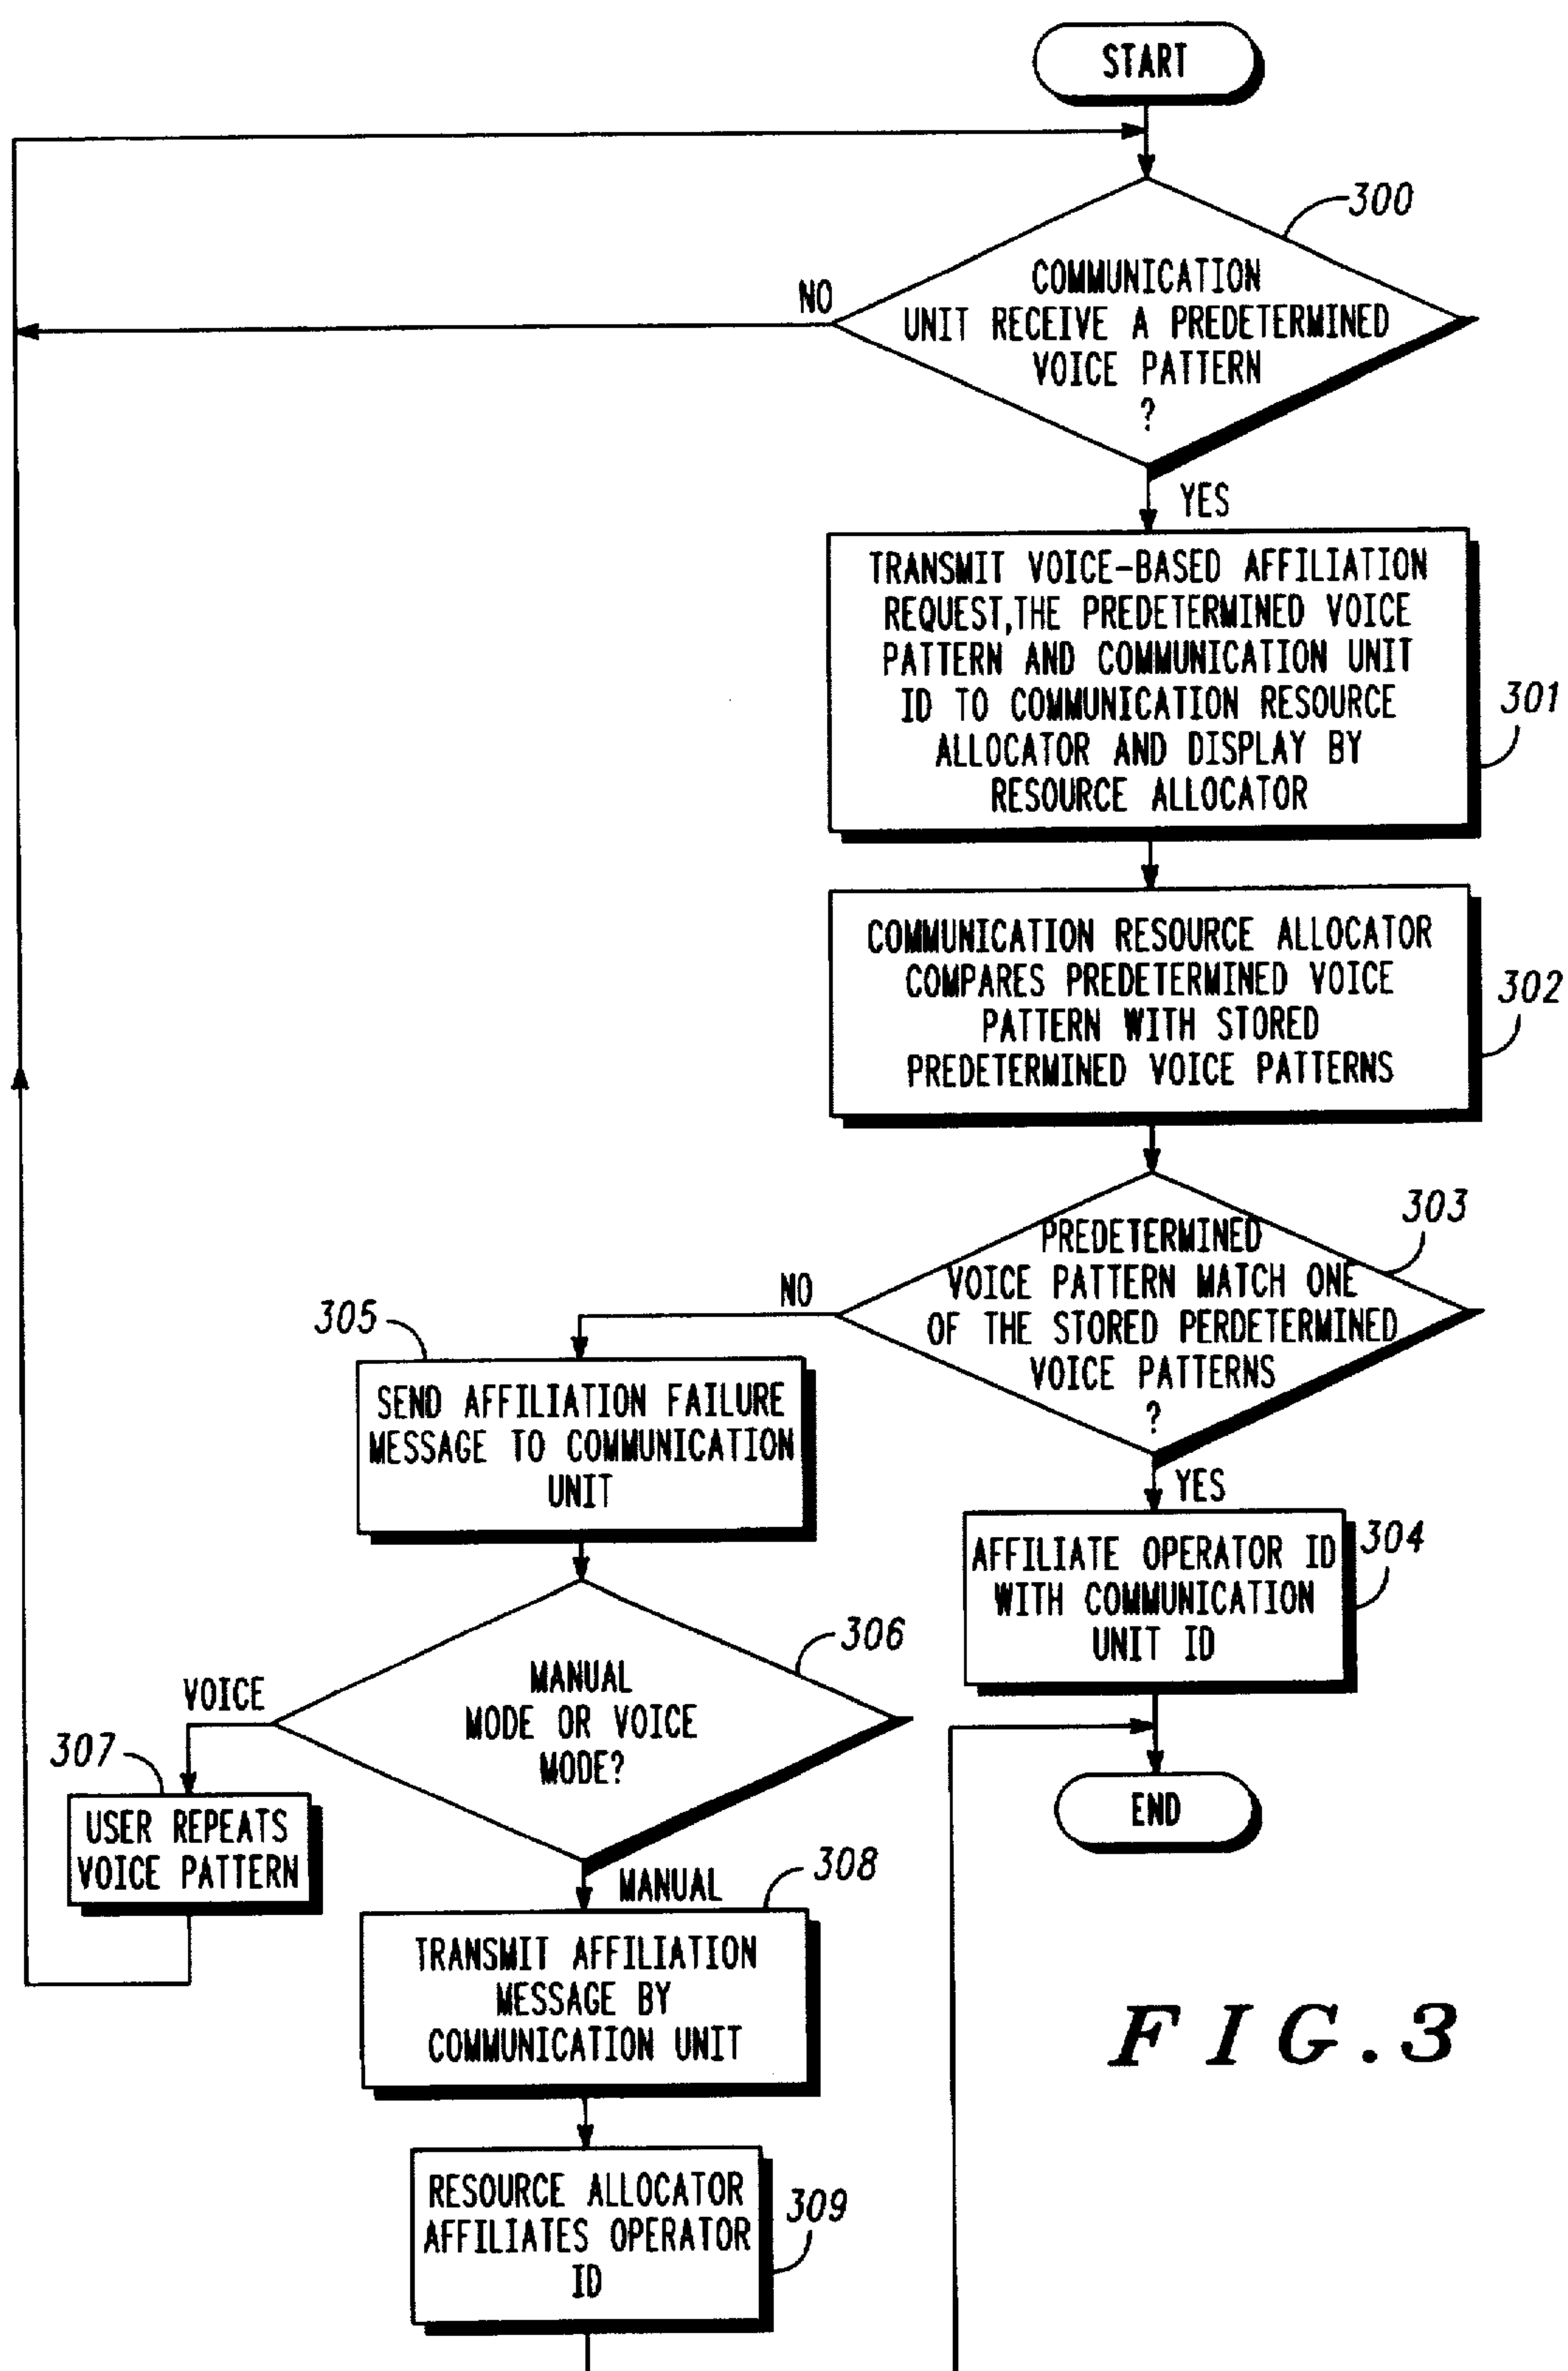 START
300
COMMUNICATION
UNIT RECEIVE A PREDETERMINED
VOICE PATTERN
?
NO
YES
TRANSMIT VOICE-BASED AFFILIATION
REQUEST,THE PREDETERMINED VOICE
PATTERN AND COMMUNICATION UNIT
ID TO COMMUNICATION RESOURCE
ALLOCATOR AND DISPLAY BY
RESOURCE ALLOCATOR
301
COMMUNICATION RESOURCE ALLOCATOR
COMPARES PREDETERMINED VOICE
PATTERN WITH STORED
PREDETERMINED VOICE PATTERNS
302
303
PREDETERMINED
VOICE PATTERN MATCH ONE
OF THE STORED PERDETERMINED
VOICE PATTERNS
?
NO
YES
305
SEND AFFILIATION FAILURE
MESSAGE TO COMMUNICATION
UNIT
AFFILIATE OPERATOR ID
WITH COMMUNICATION
UNIT ID
304
306
MANUAL
MODE OR VOICE
MODE?
VOICE
307
USER REPEATS
VOICE PATTERN
END
MANUAL
308
TRANSMIT AFFILIATION
MESSAGE BY
COMMUNICATION UNIT
RESOURCE ALLOCATOR
AFFILIATES OPERATOR
ID
309
FIG.3